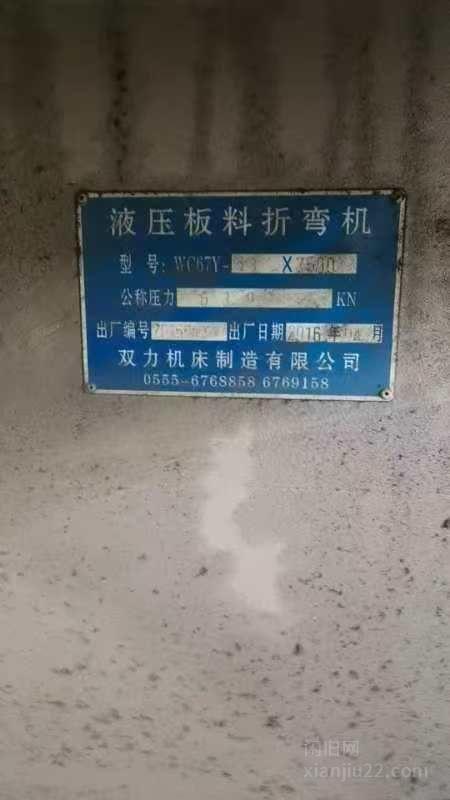 液压板料折弯机
型号: WC67Y- X
公称压力 KN
出厂编号 出厂日期 2016 年 月
双力机床制造有限公司
0555-6768858 6769158
闲旧网
xianjiu22.com